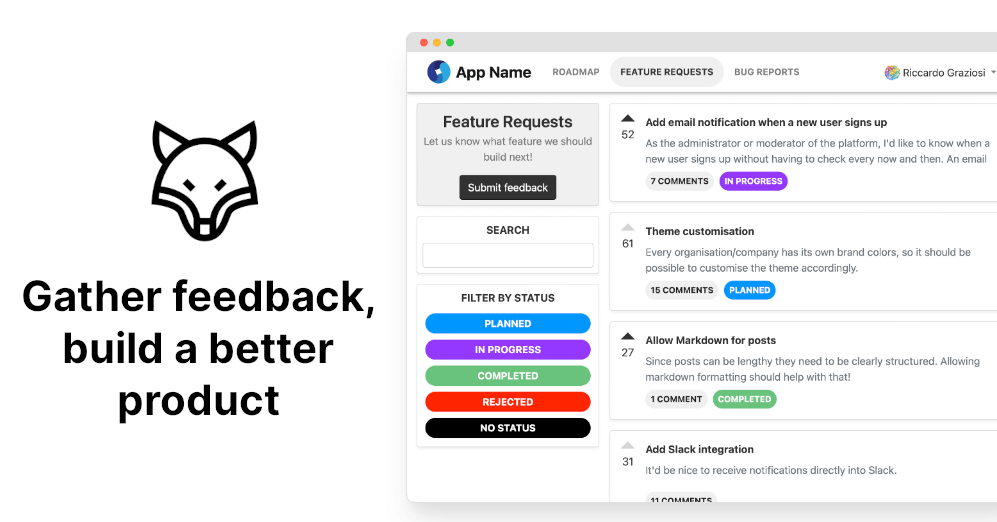 Gather feedback,
build a better
product
App Name
ROADMAP
FEATURE REQUESTS
BUG REPORTS
Riccardo Graziosi
Feature Requests
Let us know what feature we should
build next!
Submit feedback
SEARCH
FILTER BY STATUS
PLANNED
IN PROGRESS
COMPLETED
REJECTED
NO STATUS
52
Add email notification when a new user signs up
As the administrator or moderator of the platform, I'd like to know when a
new user signs up without having to check every now and then. An email
7 COMMENTS
IN PROGRESS
61
Theme customisation
Every organisation/company has its own brand colors, so it should be
possible to customise the theme accordingly.
15 COMMENTS
PLANNED
27
Allow Markdown for posts
Since posts can be lengthy they need to be clearly structured. Allowing
markdown formatting should help with that!
1 COMMENT
COMPLETED
31
Add Slack integration
It'd be nice to receive notifications directly into Slack.
11 COMMENTS